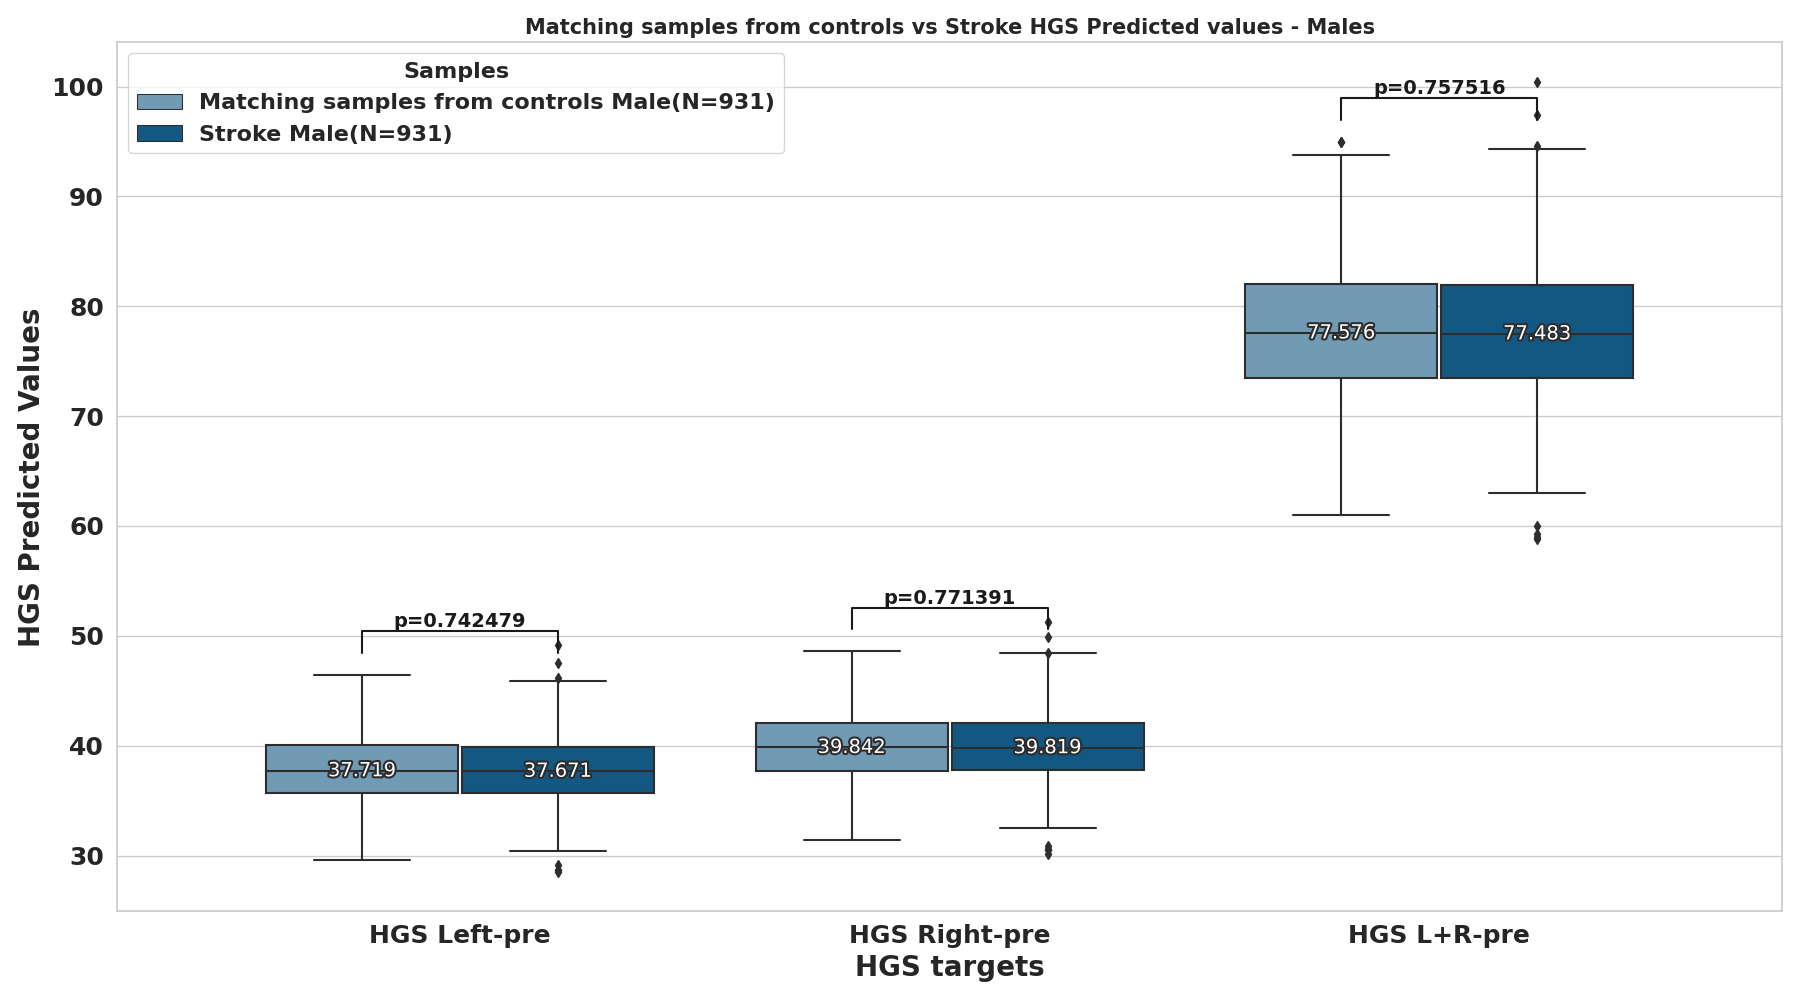 Matching samples from controls vs Stroke HGS Predicted values - Males
Samples
Matching samples from controls Male(N=931)
Stroke Male(N=931)
HGS Predicted Values
100
90
80
70
60
50
40
30
p=0.742479
37.719
37.671
p=0.771391
39.842
39.819
p=0.757516
77.576
77.483
HGS Left-pre
HGS Right-pre
HGS L+R-pre
HGS targets